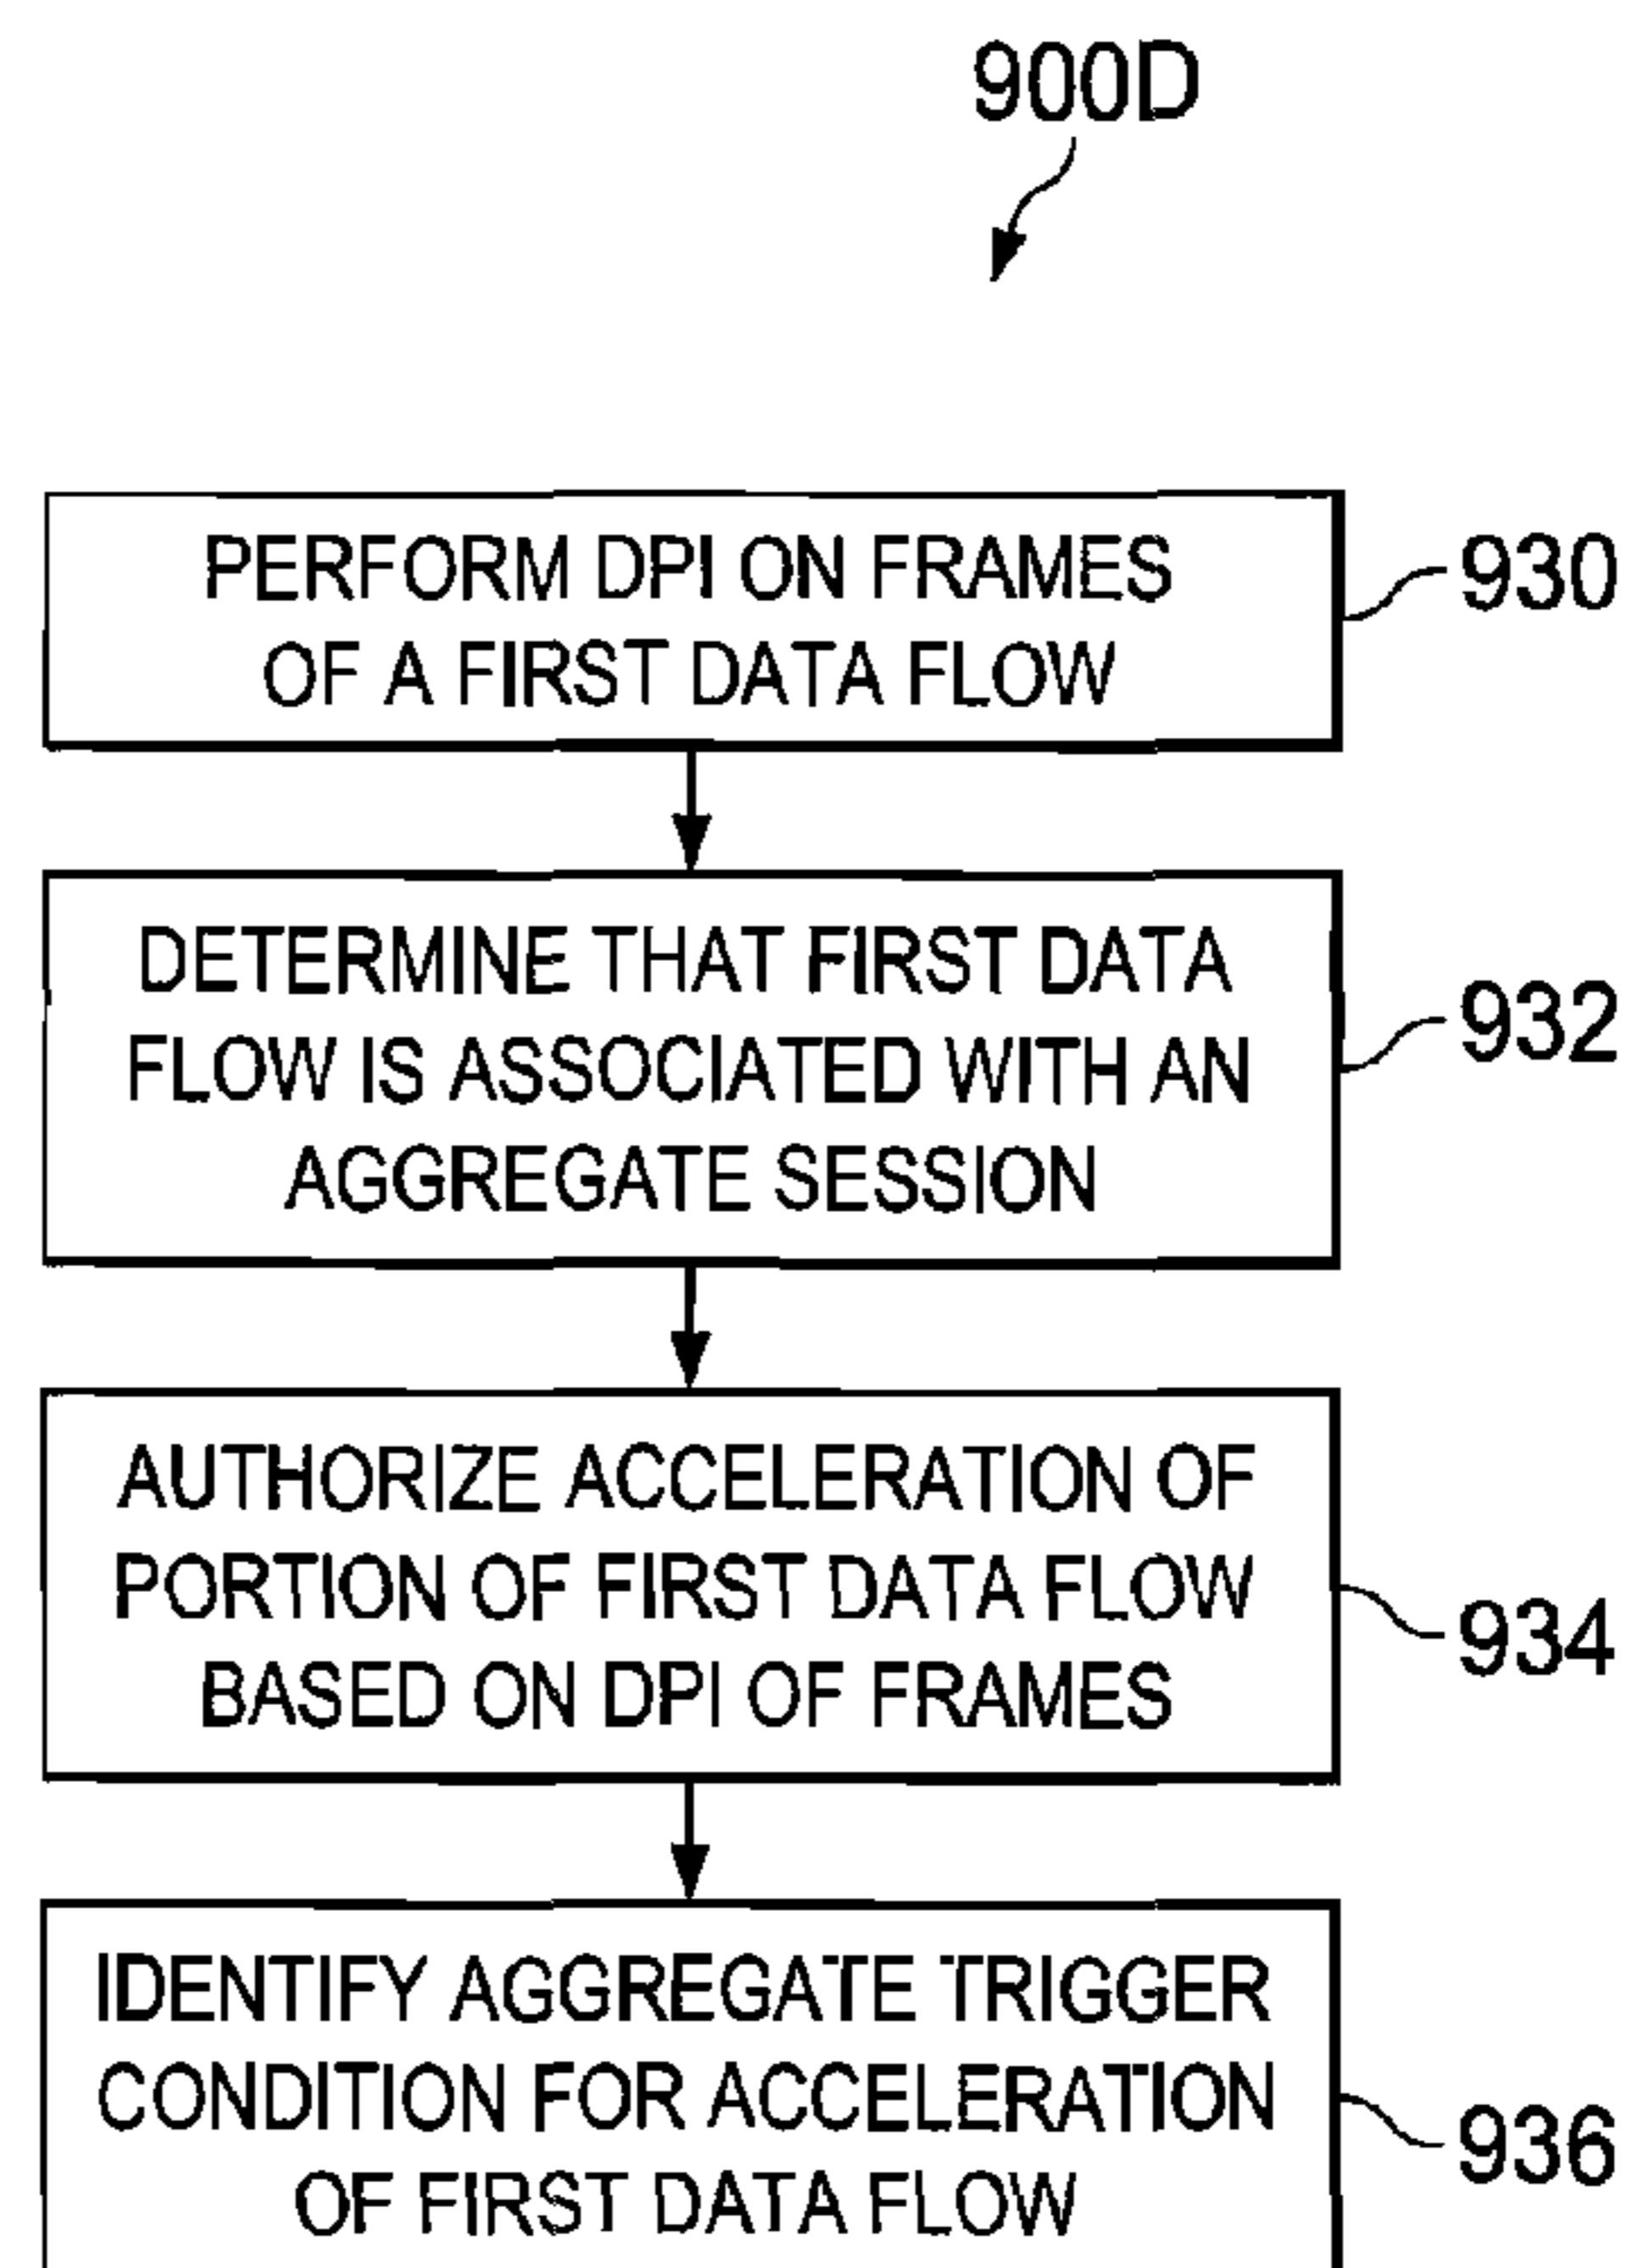 900D
PERFORM DPI ON FRAMES
OF A FIRST DATA FLOW
930
DETERMINE THAT FIRST DATA
FLOW IS ASSOCIATED WITH AN
AGGREGATE SESSION
932
AUTHORIZE ACCELERATION OF
PORTION OF FIRST DATA FLOW
BASED ON DPI OF FRAMES
934
IDENTIFY AGGREGATE TRIGGER
CONDITION FOR ACCELERATION
OF FIRST DATA FLOW
936